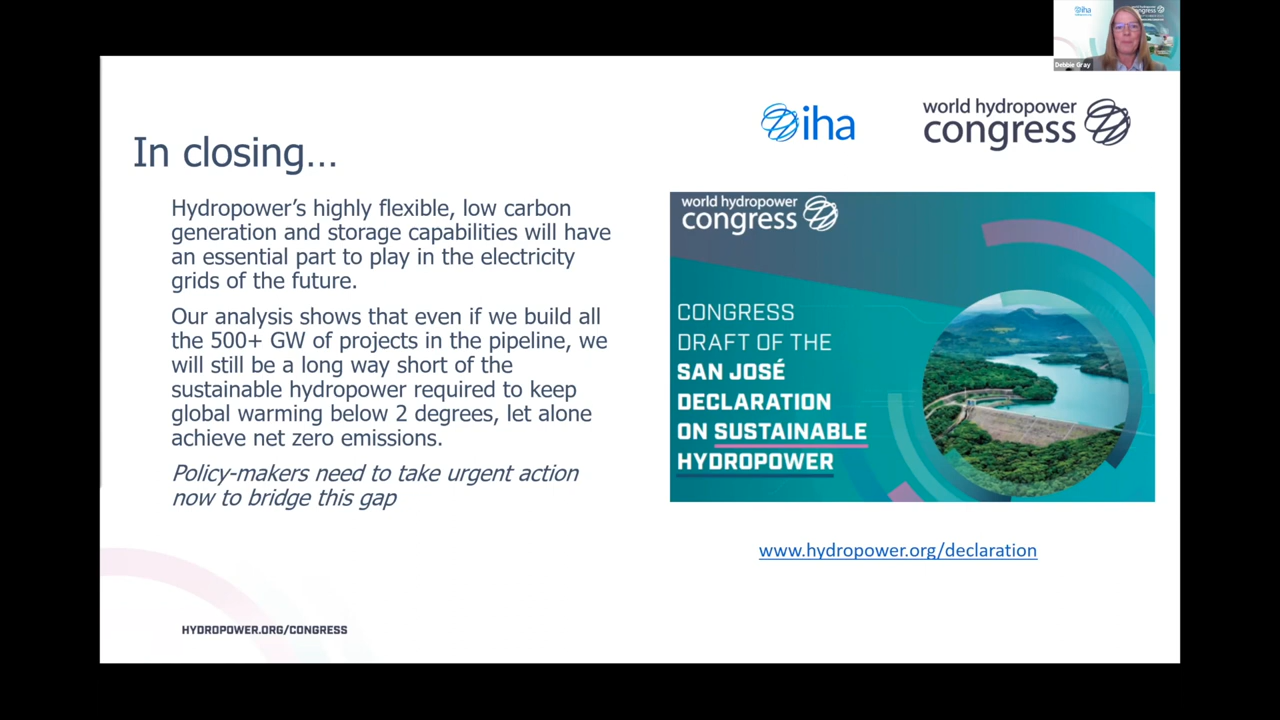 iha
congress
Debbie Gray
iha
world hydropower
congress
In closing…
Hydropower’s highly flexible, low carbon
generation and storage capabilities will have
an essential part to play in the electricity
grids of the future.
Our analysis shows that even if we build all
the 500+ GW of projects in the pipeline, we
will still be a long way short of the
sustainable hydropower required to keep
global warming below 2 degrees, let alone
achieve net zero emissions.
Policy-makers need to take urgent action
now to bridge this gap
world hydropower
congress
CONGRESS
DRAFT OF THE
SAN JOSÉ
DECLARATION
ON SUSTAINABLE
HYDROPOWER
www.hydropower.org/declaration
HYDROPOWER.ORG/CONGRESS